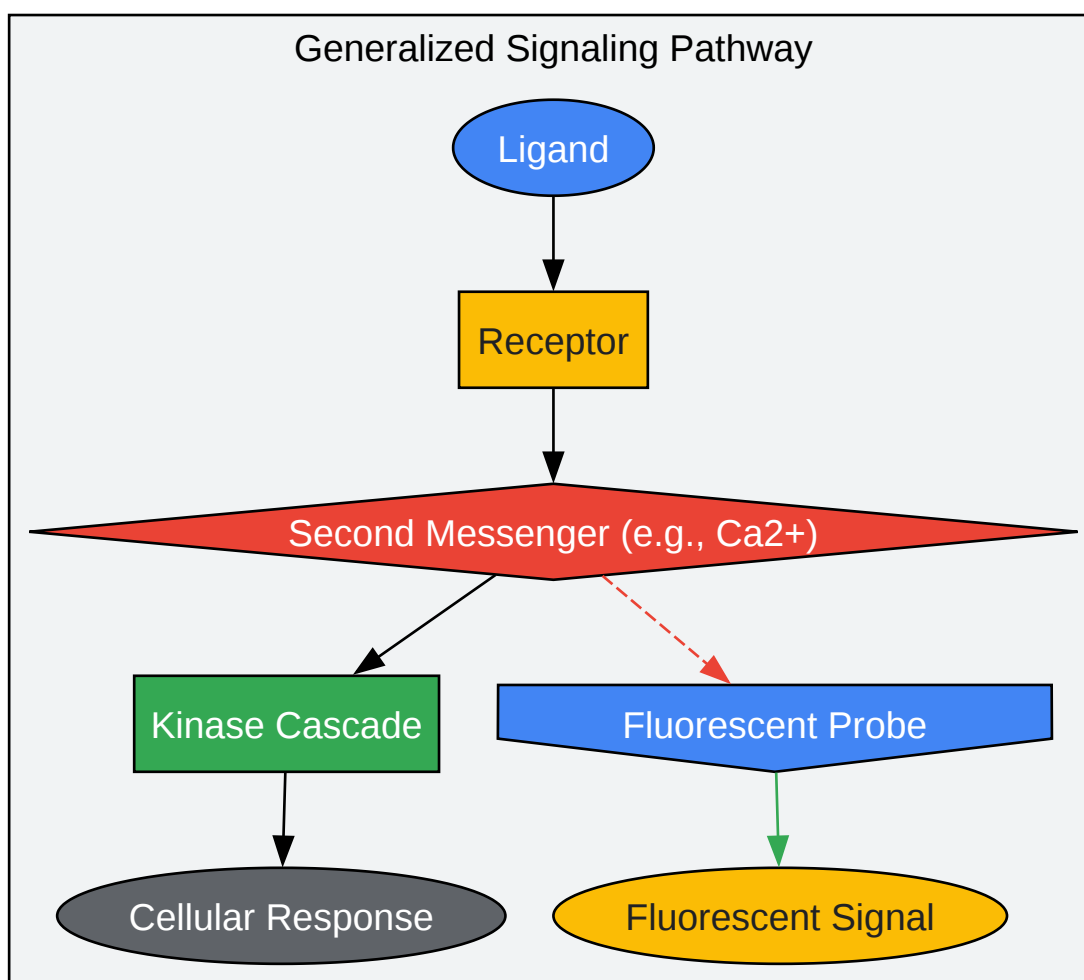 Generalized Signaling Pathway
Ligand
Receptor
Second Messenger (e.g., Ca2+)
Kinase Cascade
Fluorescent Probe
Cellular Response
Fluorescent Signal